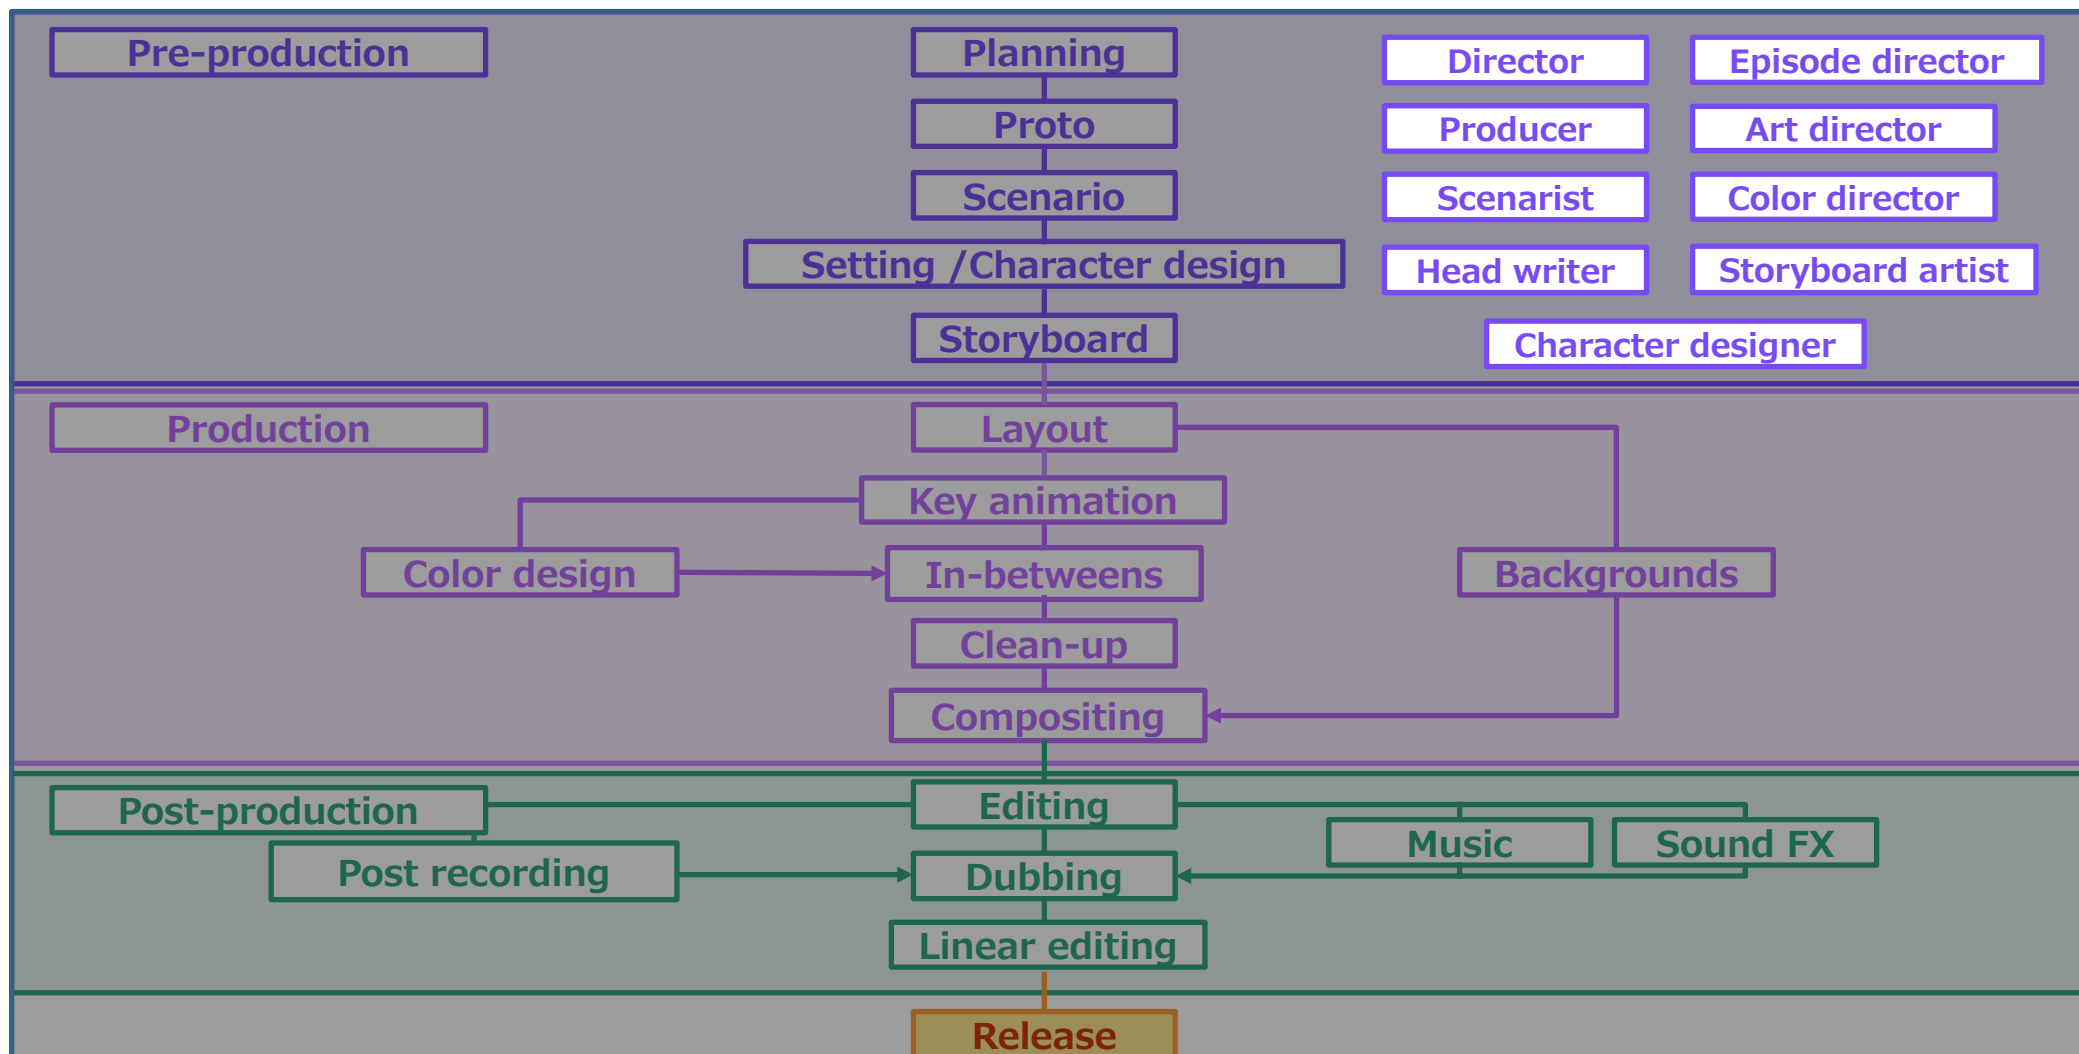 Pre-production
Planning
Director
Episode director
Proto
Producer
Art director
Scenario
Scenarist
Color director
Setting /Character design
Head writer
Storyboard artist
Storyboard
Character designer
Production
Layout
Key animation
Color design
In-betweens
Backgrounds
Clean-up
Compositing
Post-production
Editing
Music
Sound FX
Post recording
Dubbing
Linear editing
Release